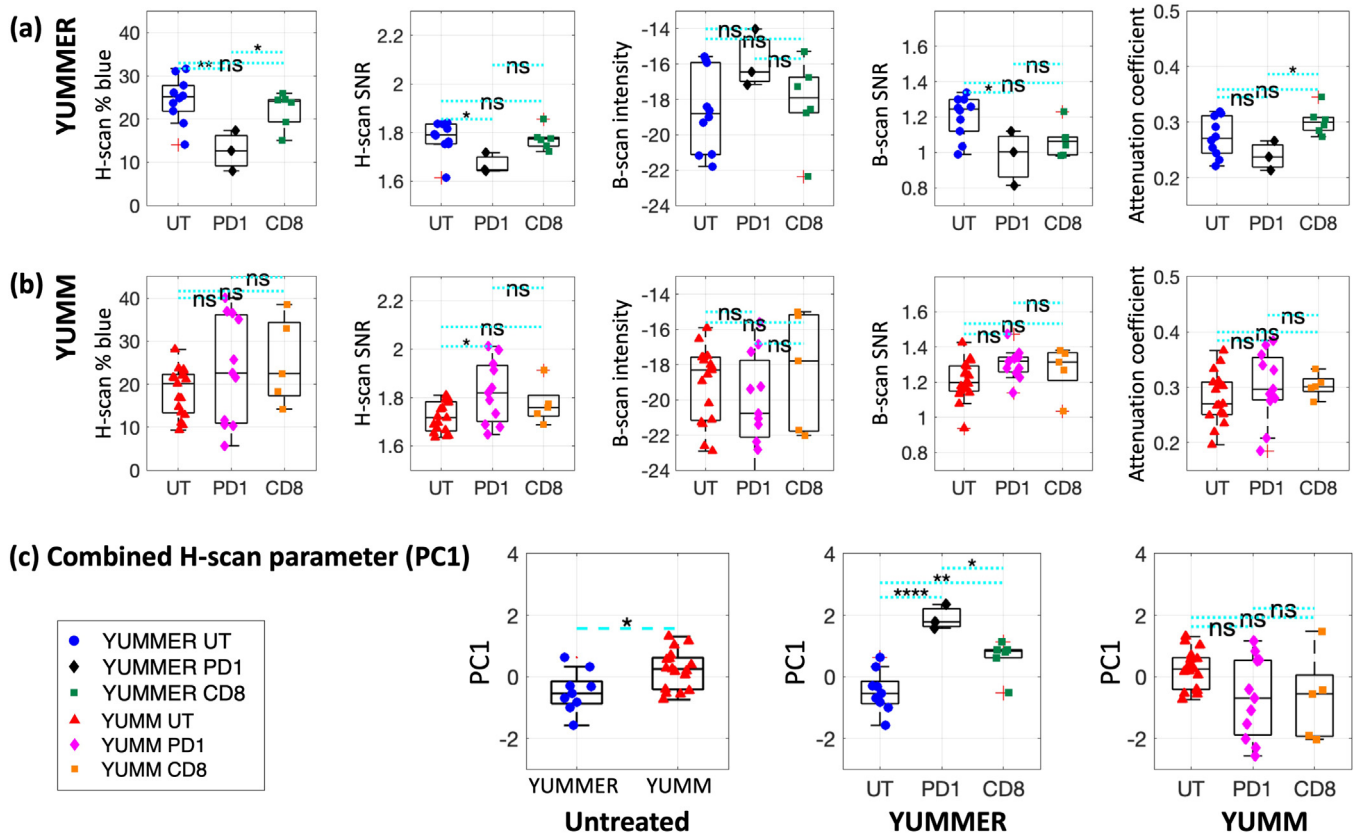 (a)
YUMMER
H-scan % blue
40
30
20
10
0
**
ns
*
UT PD1 CD8
H-scan SNR
2.2
2
1.8
1.6
*
ns
ns
UT PD1 CD8
B-scan intensity
-14
-16
-18
-20
-22
-24
ns
ns
ns
UT PD1 CD8
B-scan SNR
1.6
1.4
1.2
1
0.8
*
ns
ns
UT PD1 CD8
Attenuation coefficient
0.5
0.4
0.3
0.2
ns
ns
*
UT PD1 CD8
(b)
YUMM
H-scan % blue
40
30
20
10
0
ns
ns
ns
UT PD1 CD8
H-scan SNR
2.2
2
1.8
1.6
*
ns
ns
UT PD1 CD8
B-scan intensity
-14
-16
-18
-20
-22
-24
ns
ns
ns
UT PD1 CD8
B-scan SNR
1.6
1.4
1.2
1
0.8
ns
ns
ns
UT PD1 CD8
Attenuation coefficient
0.5
0.4
0.3
0.2
ns
ns
ns
UT PD1 CD8
(c) Combined H-scan parameter (PC1)
YUMMER UT
YUMMER PD1
YUMMER CD8
YUMM UT
YUMM PD1
YUMM CD8
PC1
4
2
0
-2
*
YUMMER YUMM
Untreated
PC1
4
2
0
-2
****
**
*
UT PD1 CD8
YUMMER
PC1
4
2
0
-2
ns
ns
ns
UT PD1 CD8
YUMM